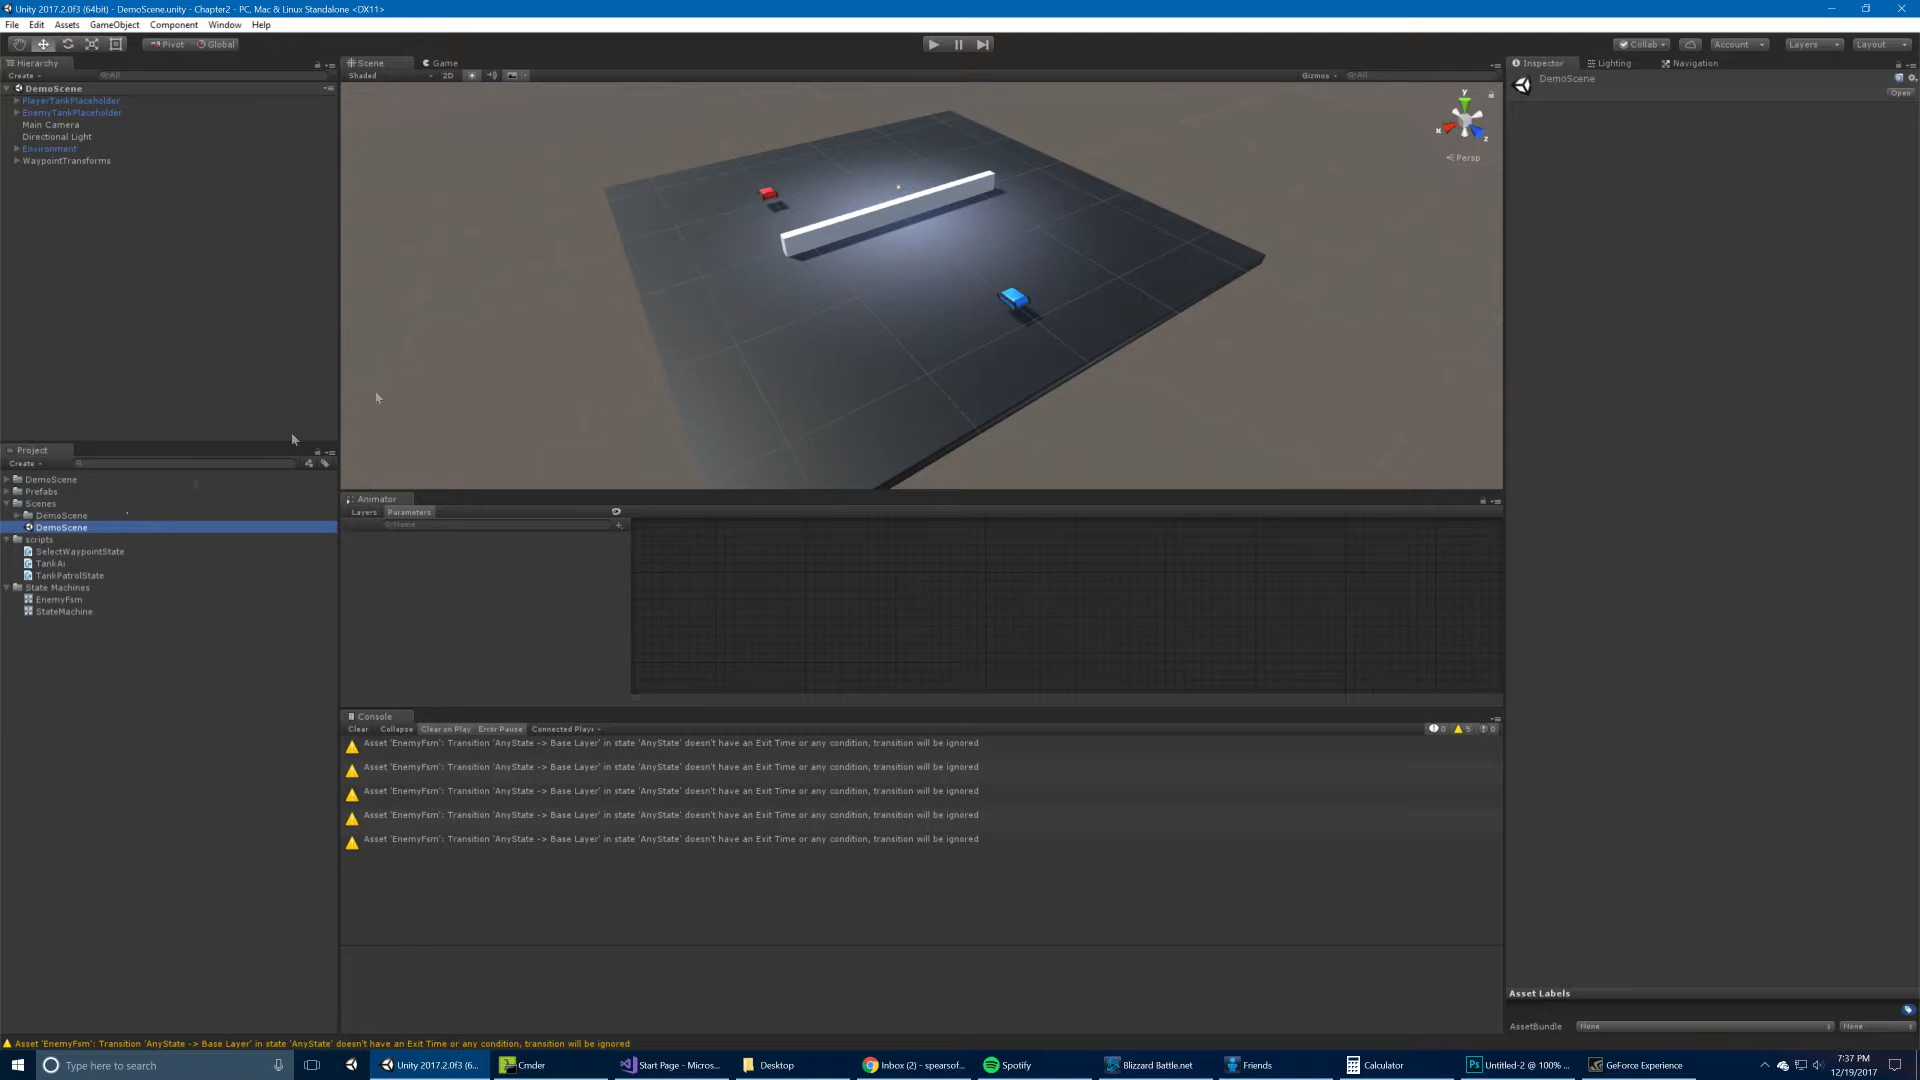 Unity 2017.2.0f3 (64bit) - DemoScene.unity - Chapter2 - PC, Mac & Linux Standalone <DX11>
File Edit Assets GameObject Component Window Help
Pivot Global
Collab Account Layers Layout
Hierarchy
Create All
DemoScene
PlayerTankPlaceholder
EnemyTankPlaceholder
Main Camera
Directional Light
Environment
WaypointTransforms
Scene Game
Shaded 2D Gizmos All
y
x
z
Persp
Inspector Lighting Navigation
DemoScene
Open
Project
Create
DemoScene
Prefabs
Scenes
DemoScene
DemoScene
scripts
SelectWaypointState
TankAi
TankPatrolState
State Machines
EnemyFsm
StateMachine
Animator
Layers Parameters
Name
Console
Clear Collapse Clear on Play Error Pause Connected Playe
0 5 0
Asset 'EnemyFsm': Transition 'AnyState -> Base Layer' in state 'AnyState' doesn't have an Exit Time or any condition, transition will be ignored
Asset 'EnemyFsm': Transition 'AnyState -> Base Layer' in state 'AnyState' doesn't have an Exit Time or any condition, transition will be ignored
Asset 'EnemyFsm': Transition 'AnyState -> Base Layer' in state 'AnyState' doesn't have an Exit Time or any condition, transition will be ignored
Asset 'EnemyFsm': Transition 'AnyState -> Base Layer' in state 'AnyState' doesn't have an Exit Time or any condition, transition will be ignored
Asset 'EnemyFsm': Transition 'AnyState -> Base Layer' in state 'AnyState' doesn't have an Exit Time or any condition, transition will be ignored
Asset Labels
AssetBundle None None
Asset 'EnemyFsm': Transition 'AnyState -> Base Layer' in state 'AnyState' doesn't have an Exit Time or any condition, transition will be ignored
Type here to search
Unity 2017.2.0f3 (6...
Cmder
Start Page - Micros...
Desktop
Inbox (2) - spearsof...
Spotify
Blizzard Battle.net
Friends
Calculator
Ps Untitled-2 @ 100% ...
GeForce Experience
7:37 PM
12/19/2017